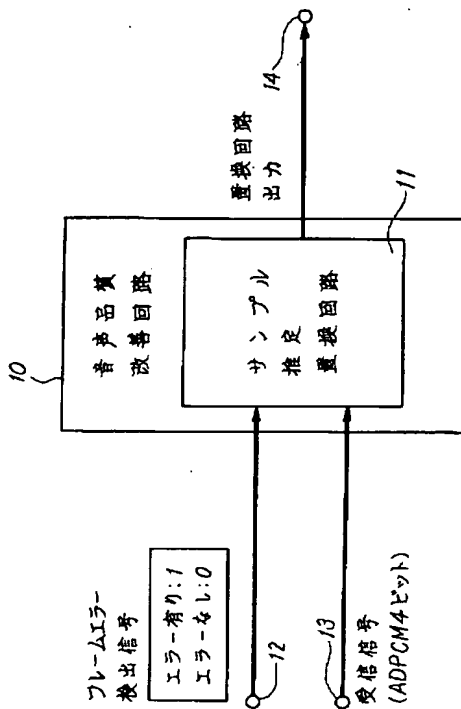 10
音声品質
改善回路
サンプル
推定
置換回路
11
置換回路
出力
14
フレームエラー
検出信号
エラー有り:1
エラーなし:0
12
13
受信信号
(ADPCM4ビット)